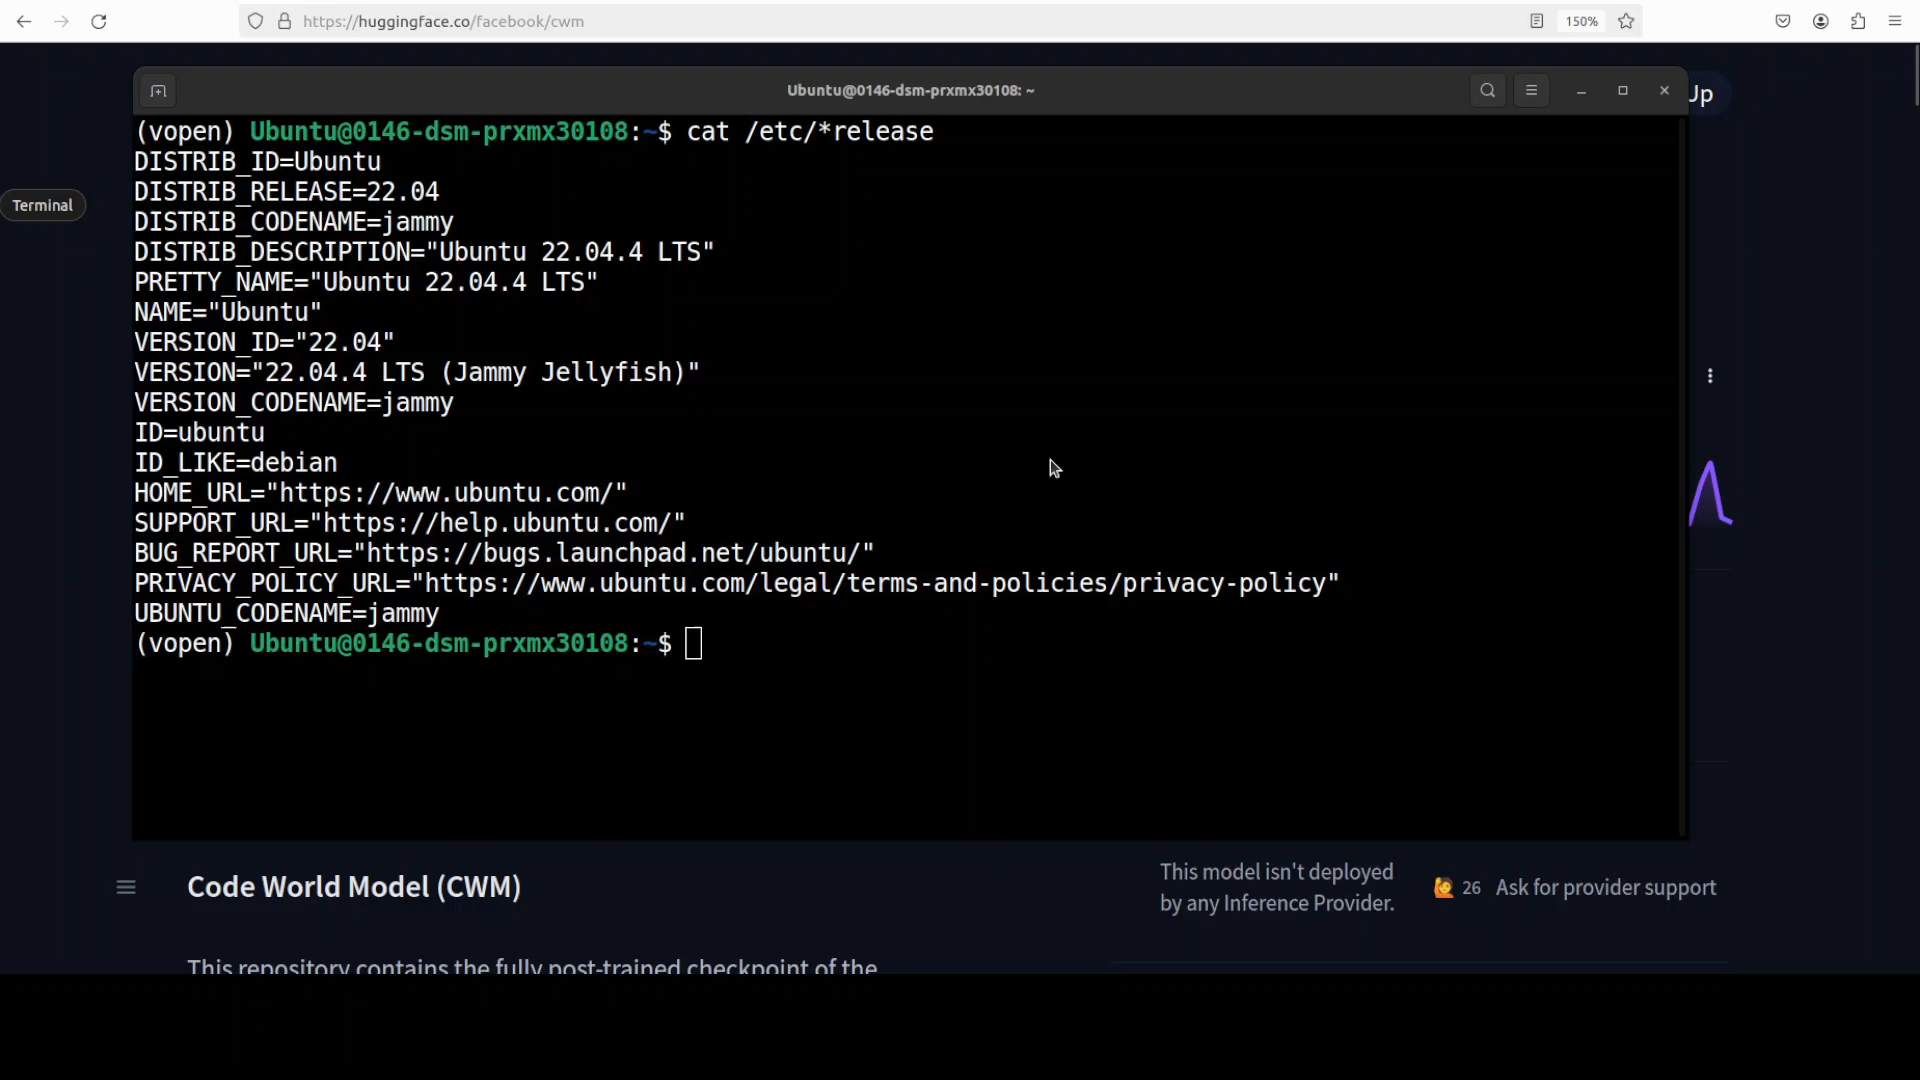 https://huggingface.co/facebook/cwm
150%
Ubuntu@0146-dsm-prxmx30108: ~
Up
Terminal
(vopen) Ubuntu@0146-dsm-prxmx30108:~$ cat /etc/*release
DISTRIB_ID=Ubuntu
DISTRIB_RELEASE=22.04
DISTRIB_CODENAME=jammy
DISTRIB_DESCRIPTION="Ubuntu 22.04.4 LTS"
PRETTY_NAME="Ubuntu 22.04.4 LTS"
NAME="Ubuntu"
VERSION_ID="22.04"
VERSION="22.04.4 LTS (Jammy Jellyfish)"
VERSION_CODENAME=jammy
ID=ubuntu
ID_LIKE=debian
HOME_URL="https://www.ubuntu.com/"
SUPPORT_URL="https://help.ubuntu.com/"
BUG_REPORT_URL="https://bugs.launchpad.net/ubuntu/"
PRIVACY_POLICY_URL="https://www.ubuntu.com/legal/terms-and-policies/privacy-policy"
UBUNTU_CODENAME=jammy
(vopen) Ubuntu@0146-dsm-prxmx30108:~$
Code World Model (CWM)
This repository contains the fully post-trained checkpoint of the
This model isn't deployed
by any Inference Provider.
26 Ask for provider support